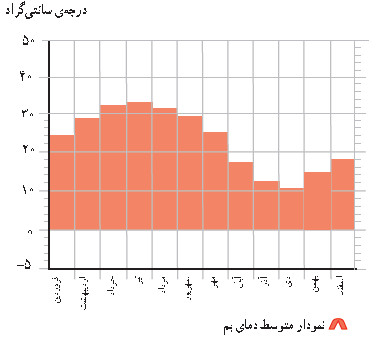 درجه‌ی سانتی‌گراد
۵۰
۴۰
۳۰
۲۰
۱۰
۰
فروردین
اردیبهشت
خرداد
تیر
مرداد
شهریور
مهر
آبان
آذر
دی
بهمن
اسفند
نمودار متوسط دمای بم